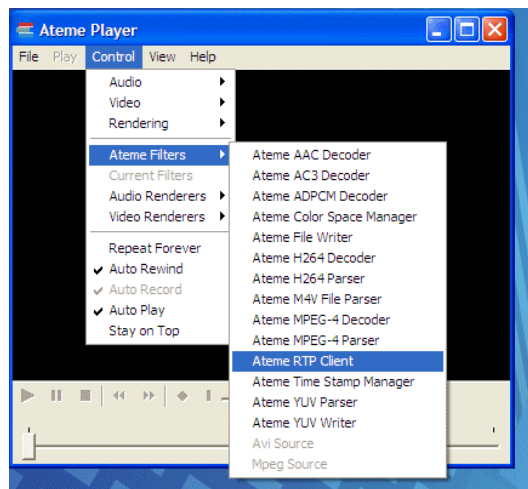 Ateme Player
File Play Control View Help
Audio
Video
Rendering
Ateme Filters
Current Filters
Audio Renderers
Video Renderers
Repeat Forever
Auto Rewind
Auto Record
Auto Play
Stay on Top
Ateme AAC Decoder
Ateme AC3 Decoder
Ateme ADPCM Decoder
Ateme Color Space Manager
Ateme File Writer
Ateme H264 Decoder
Ateme H264 Parser
Ateme M4V File Parser
Ateme MPEG-4 Decoder
Ateme MPEG-4 Parser
Ateme RTP Client
Ateme Time Stamp Manager
Ateme YUV Parser
Ateme YUV Writer
Avi Source
Mpeg Source